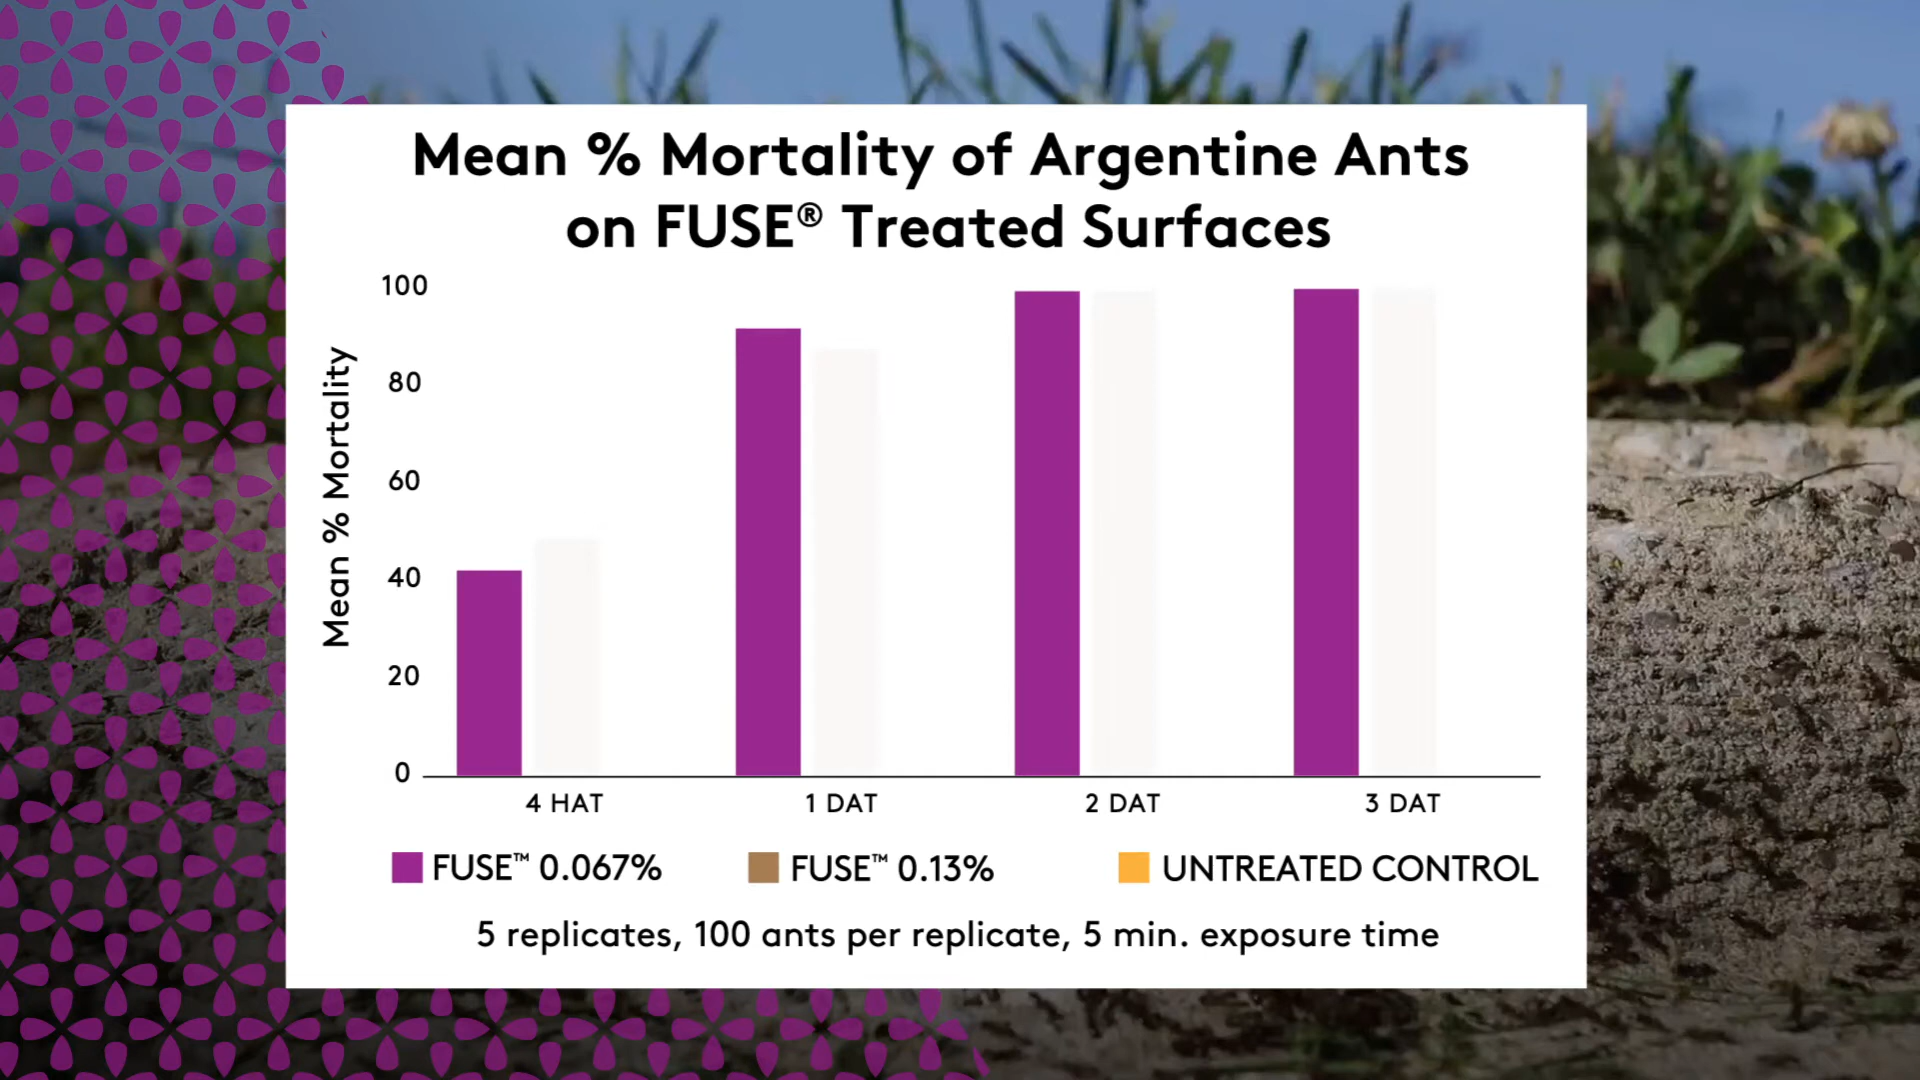 Mean % Mortality of Argentine Ants
on FUSE® Treated Surfaces
Mean % Mortality
100
80
60
40
20
0
4 HAT
1 DAT
2 DAT
3 DAT
FUSE™ 0.067%
FUSE™ 0.13%
UNTREATED CONTROL
5 replicates, 100 ants per replicate, 5 min. exposure time